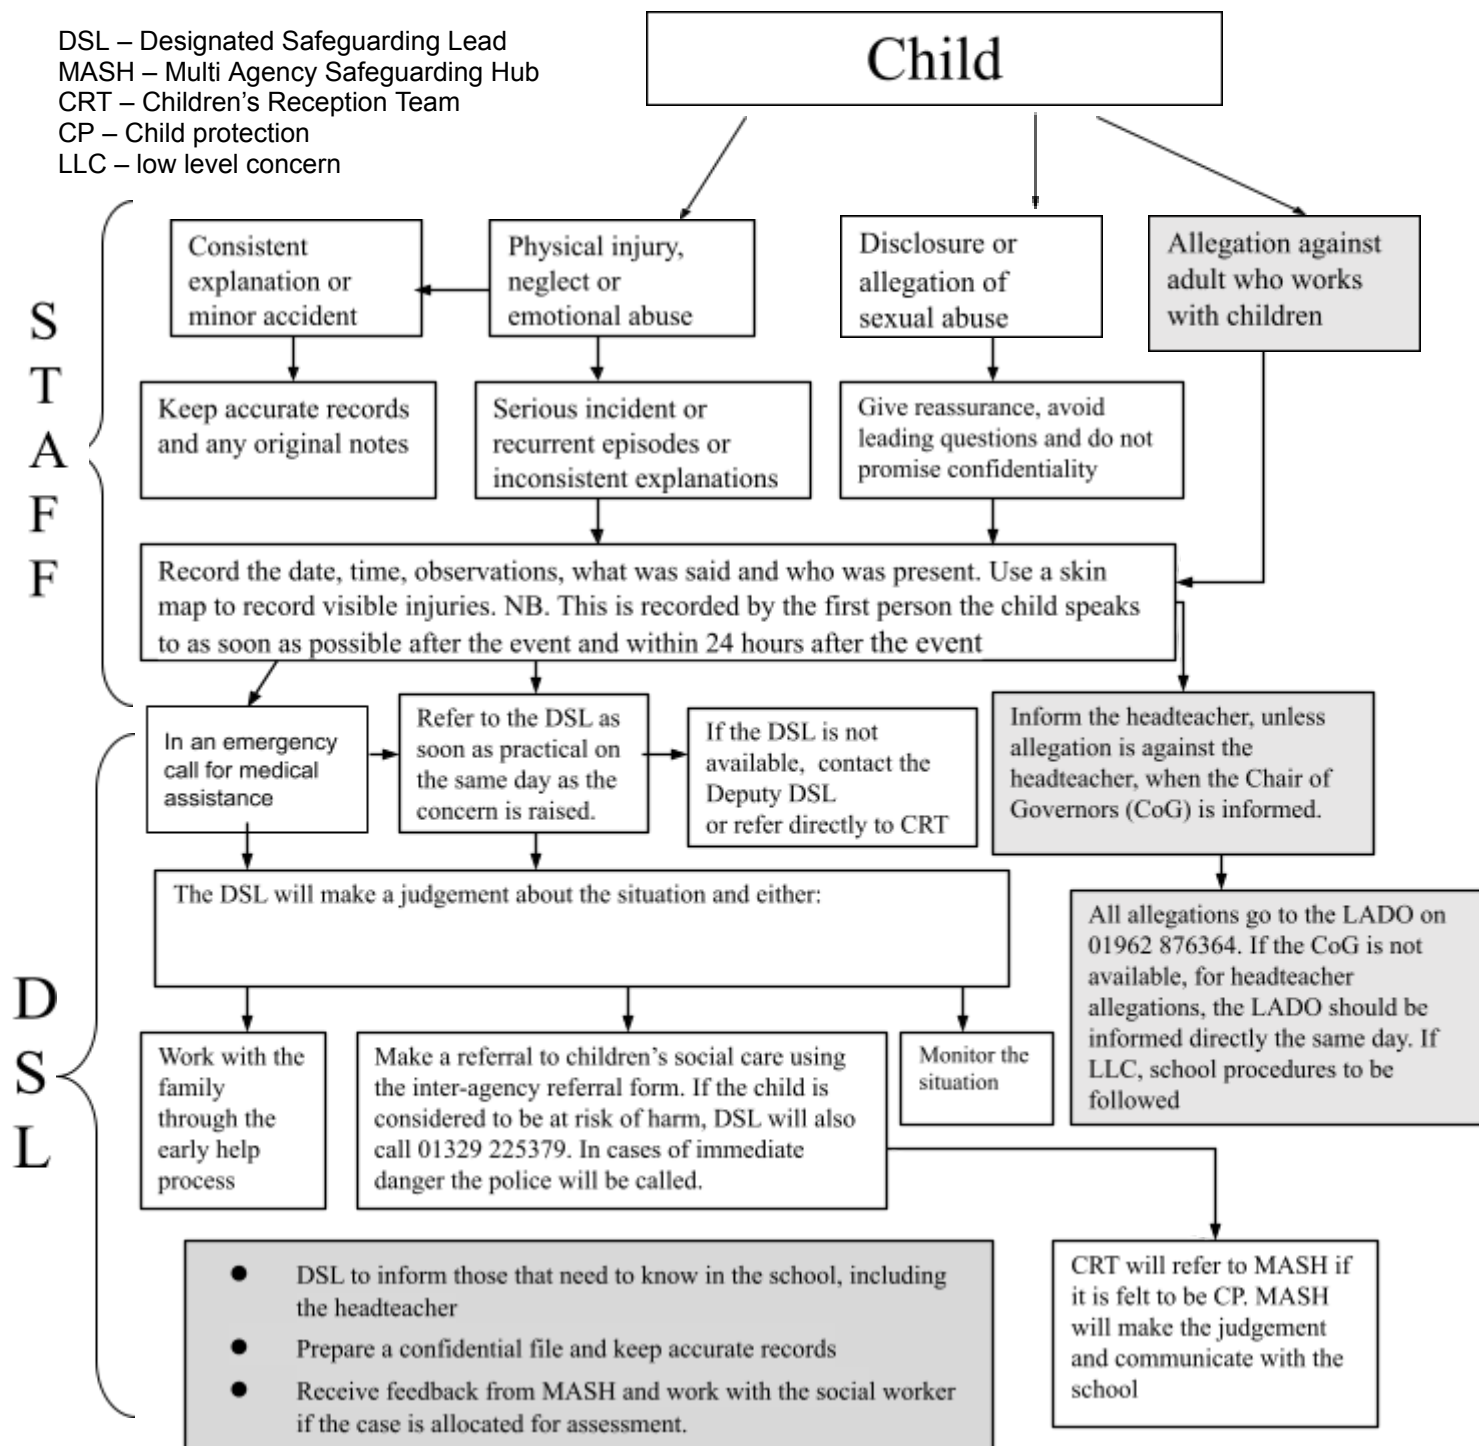 DSL – Designated Safeguarding Lead
MASH – Multi Agency Safeguarding Hub
CRT – Children's Reception Team
CP – Child protection
LLC – low level concern
Child
STAFF
Consistent
explanation or
minor accident
Physical injury,
neglect or
emotional abuse
Disclosure or
allegation of
sexual abuse
Allegation against
adult who works
with children
Keep accurate records
and any original notes
Serious incident or
recurrent episodes or
inconsistent explanations
Give reassurance, avoid
leading questions and do not
promise confidentiality
Record the date, time, observations, what was said and who was present. Use a skin
map to record visible injuries. NB. This is recorded by the first person the child speaks
to as soon as possible after the event and within 24 hours after the event
DSL
In an emergency
call for medical
assistance
Refer to the DSL as
soon as practical on
the same day as the
concern is raised.
If the DSL is not
available, contact the
Deputy DSL
or refer directly to CRT
Inform the headteacher, unless
allegation is against the
headteacher, when the Chair of
Governors (CoG) is informed.
The DSL will make a judgement about the situation and either:
All allegations go to the LADO on
01962 876364. If the CoG is not
available, for headteacher
allegations, the LADO should be
informed directly the same day. If
LLC, school procedures to be
followed
Work with the
family
through the
early help
process
Make a referral to children's social care using
the inter-agency referral form. If the child is
considered to be at risk of harm, DSL will also
call 01329 225379. In cases of immediate
danger the police will be called.
Monitor the
situation
● DSL to inform those that need to know in the school, including
the headteacher
● Prepare a confidential file and keep accurate records
● Receive feedback from MASH and work with the social worker
if the case is allocated for assessment.
CRT will refer to MASH if
it is felt to be CP. MASH
will make the judgement
and communicate with the
school